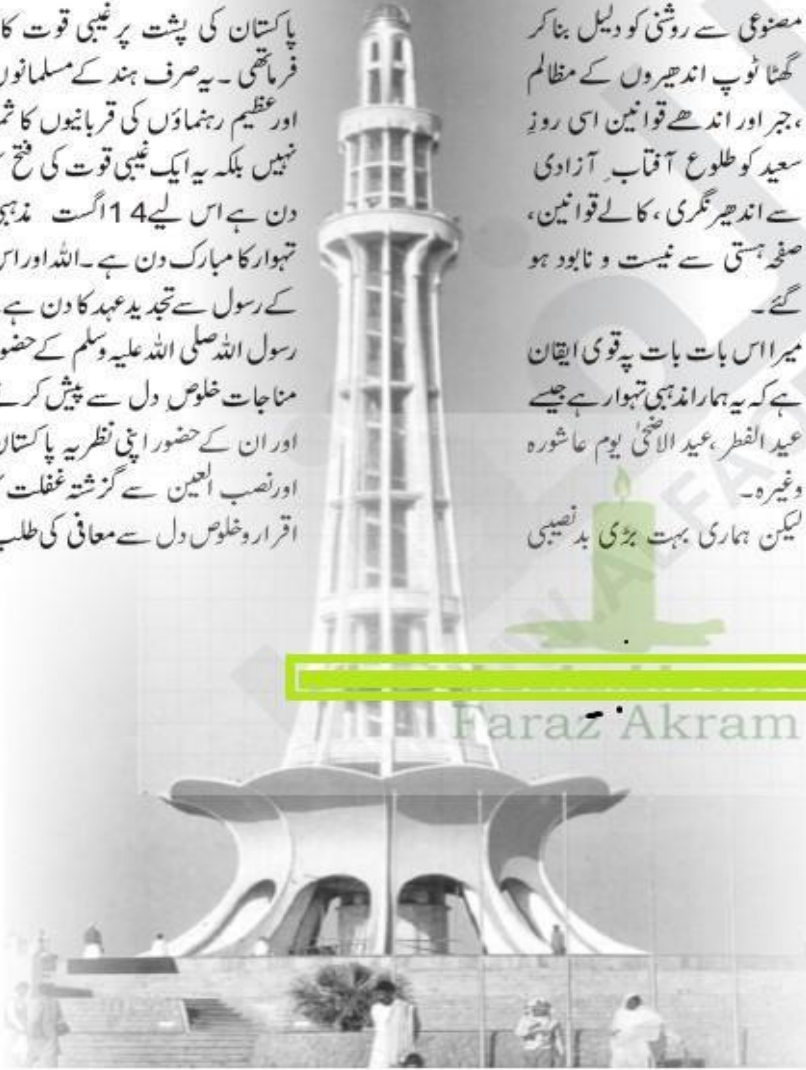 مصنوعی سے روشنی کو دلیل بنا کر
گھٹا ٹوپ اندھیروں کے مظالم
،جبر اور اندھے قوانین اسی روزِ
سعید کو طلوع آفتابِ آزادی
سے اندھیر نگری، کالے قوانین،
صفحہ ہستی سے نیست و نابود ہو
گئے۔
میرا اس بات بات پہ قوی ایقان
ہے کہ یہ ہمارا مذہبی تہوار ہے جیسے
عید الفطر ،عید الاضحیٰ یوم عاشورہ
وغیرہ۔
لیکن ہماری بہت بڑی بدنصیبی
پاکستان کی پشت پر غیبی قوت کا
فرما تھی ۔یہ صرف ہند کے مسلمانوں
اور عظیم رہنماؤں کی قربانیوں کا
نہیں بلکہ یہ ایک غیبی قوت کی فتح
دن ہے اس لیے 14 اگست مذہبی
تہوار کا مبارک دن ہے ۔اللہ اور اس
کے رسول سے تجدید عہد کا دن ہے
رسول اللہ صلی اللہ علیہ وسلم کے حضور
مناجات خلوصِ دل سے پیش کرنے
اور ان کے حضور اپنی نظریہ پاکستان
اور نصب العین سے گزشتہ غفلت
اقرار و خلوص دل سے معافی کی طلب
Faraz Akram